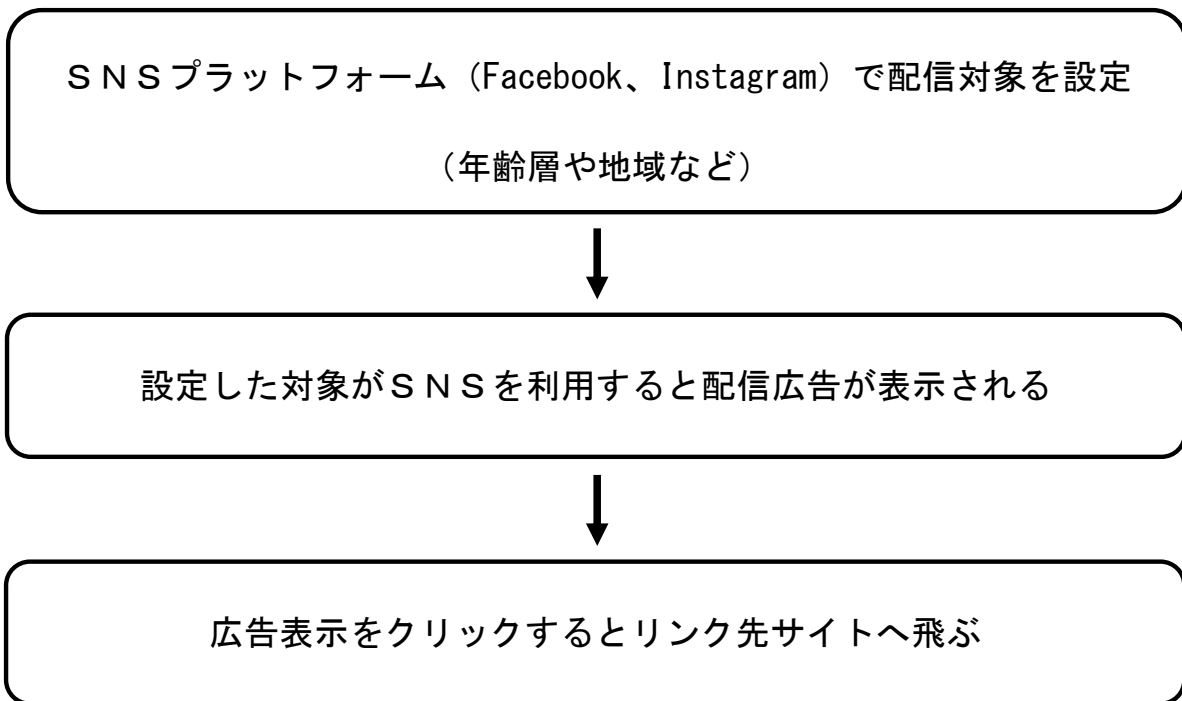 ＳＮＳプラットフォーム（Facebook、Instagram）で配信対象を設定
（年齢層や地域など）
設定した対象がＳＮＳを利用すると配信広告が表示される
広告表示をクリックするとリンク先サイトへ飛ぶ